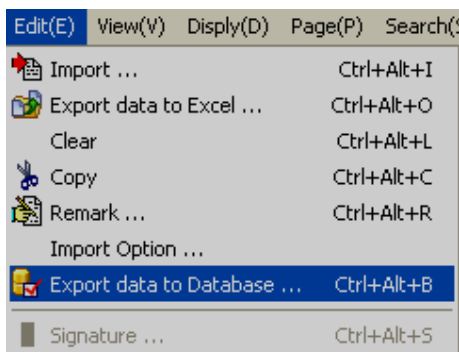 Edit(E) View(V) Disply(D) Page(P) Search(
Import ... Ctrl+Alt+I
Export data to Excel ... Ctrl+Alt+O
Clear Ctrl+Alt+L
Copy Ctrl+Alt+C
Remark ... Ctrl+Alt+R
Import Option ...
Export data to Database ... Ctrl+Alt+B
Signature ... Ctrl+Alt+S